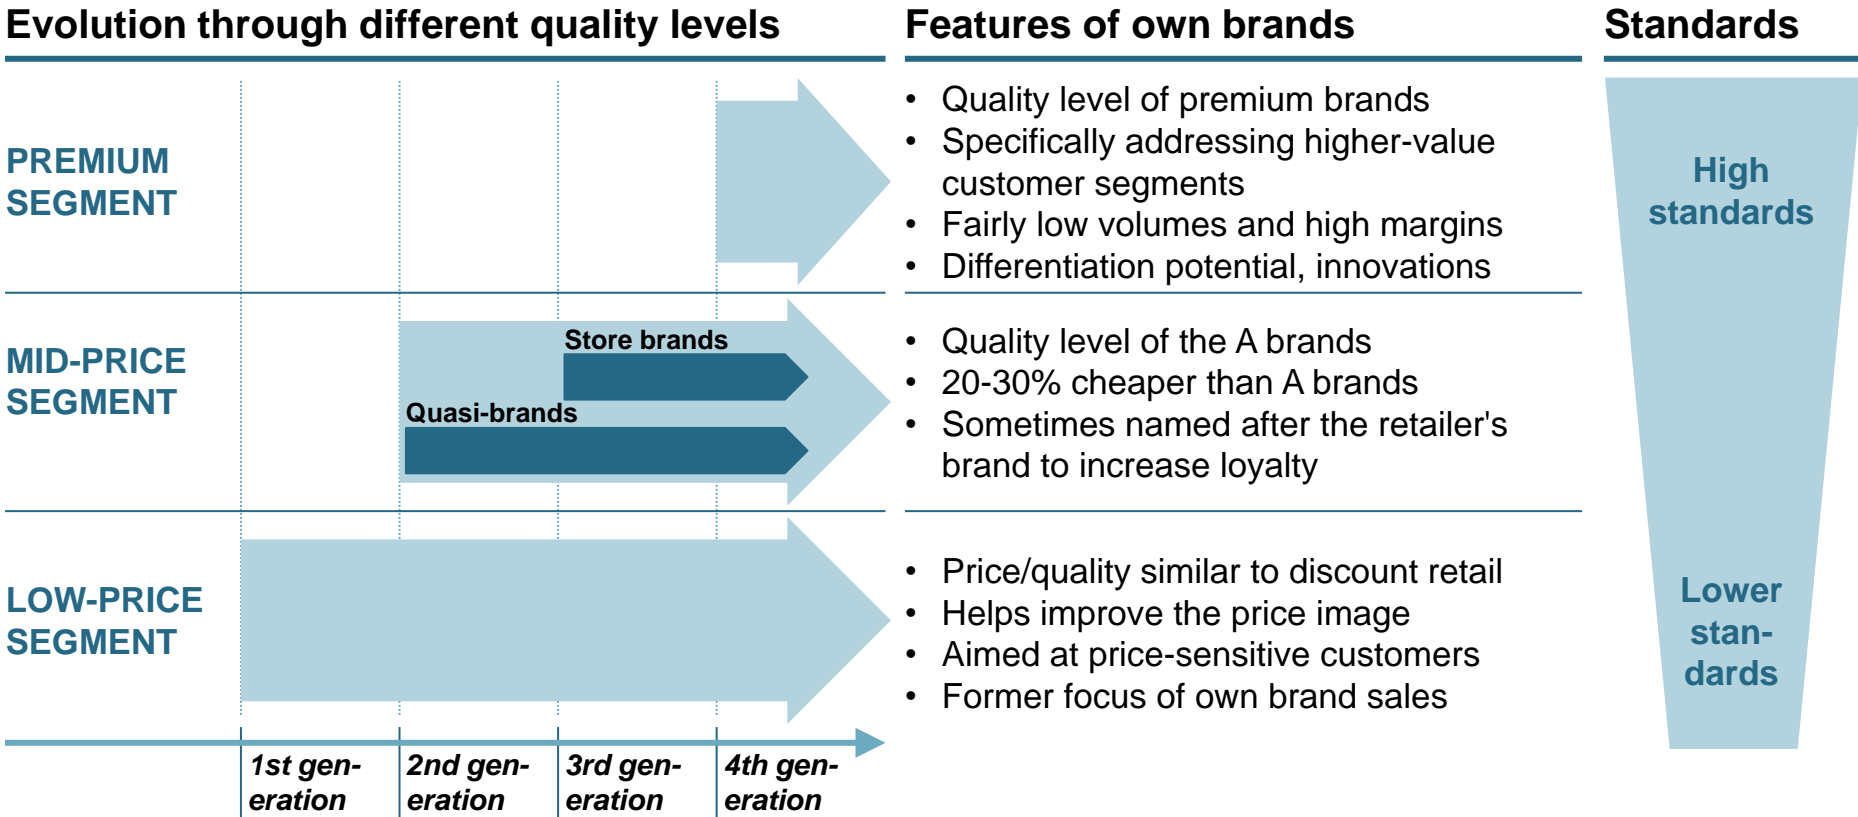 Evolution through different quality levels
Features of own brands
Standards
PREMIUM
SEGMENT
• Quality level of premium brands
• Specifically addressing higher-value
customer segments
• Fairly low volumes and high margins
• Differentiation potential, innovations
High
standards
MID-PRICE
SEGMENT
Store brands
Quasi-brands
• Quality level of the A brands
• 20-30% cheaper than A brands
• Sometimes named after the retailer's
brand to increase loyalty
LOW-PRICE
SEGMENT
• Price/quality similar to discount retail
• Helps improve the price image
• Aimed at price-sensitive customers
• Former focus of own brand sales
Lower
stan-
dards
1st gen-
eration
2nd gen-
eration
3rd gen-
eration
4th gen-
eration